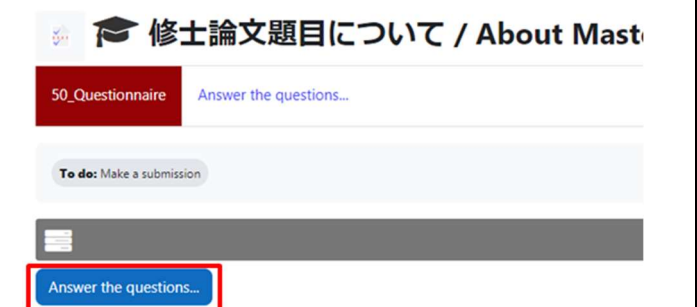 修士論文題目について / About Mast
50_Questionnaire Answer the questions...
To do: Make a submission
Answer the questions...